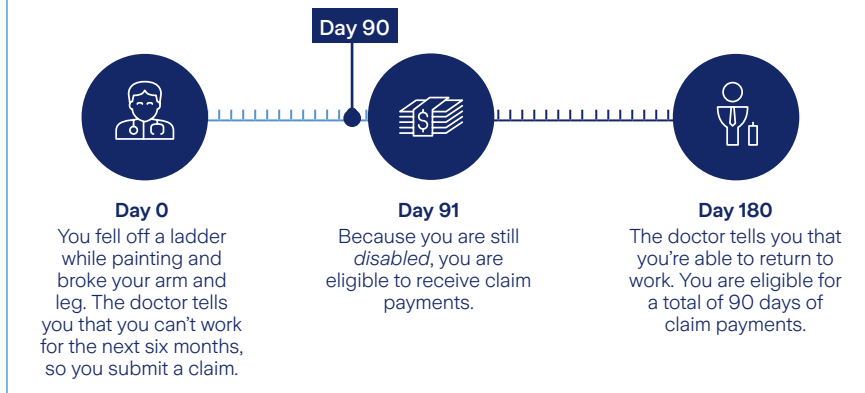 Day 90
$
Day 0
You fell off a ladder
while painting and
broke your arm and
leg. The doctor tells
you that you can't work
for the next six months,
so you submit a claim.
Day 91
Because you are still
disabled, you are
eligible to receive claim
payments.
Day 180
The doctor tells you that
you're able to return to
work. You are eligible for
a total of 90 days of
claim payments.